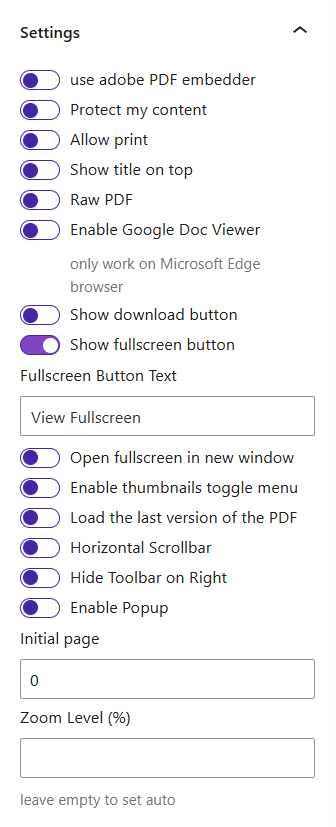 Settings
use adobe PDF embedder
Protect my content
Allow print
Show title on top
Raw PDF
Enable Google Doc Viewer
only work on Microsoft Edge
browser
Show download button
Show fullscreen button
Fullscreen Button Text
View Fullscreen
Open fullscreen in new window
Enable thumbnails toggle menu
Load the last version of the PDF
Horizontal Scrollbar
Hide Toolbar on Right
Enable Popup
Initial page
0
Zoom Level (%)
leave empty to set auto